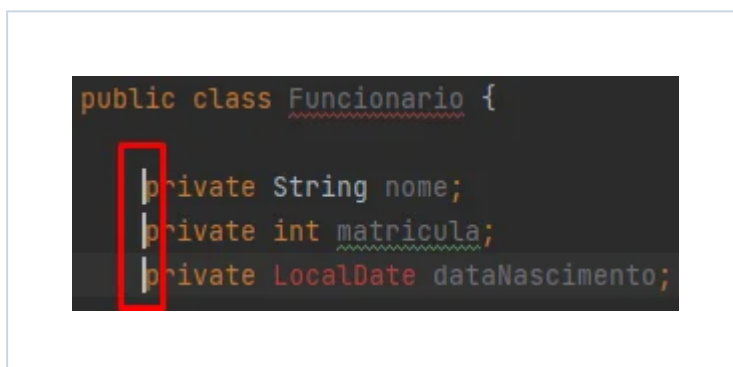 public class Funcionario {
private String nome;
private int matricula;
private LocalDate dataNascimento;